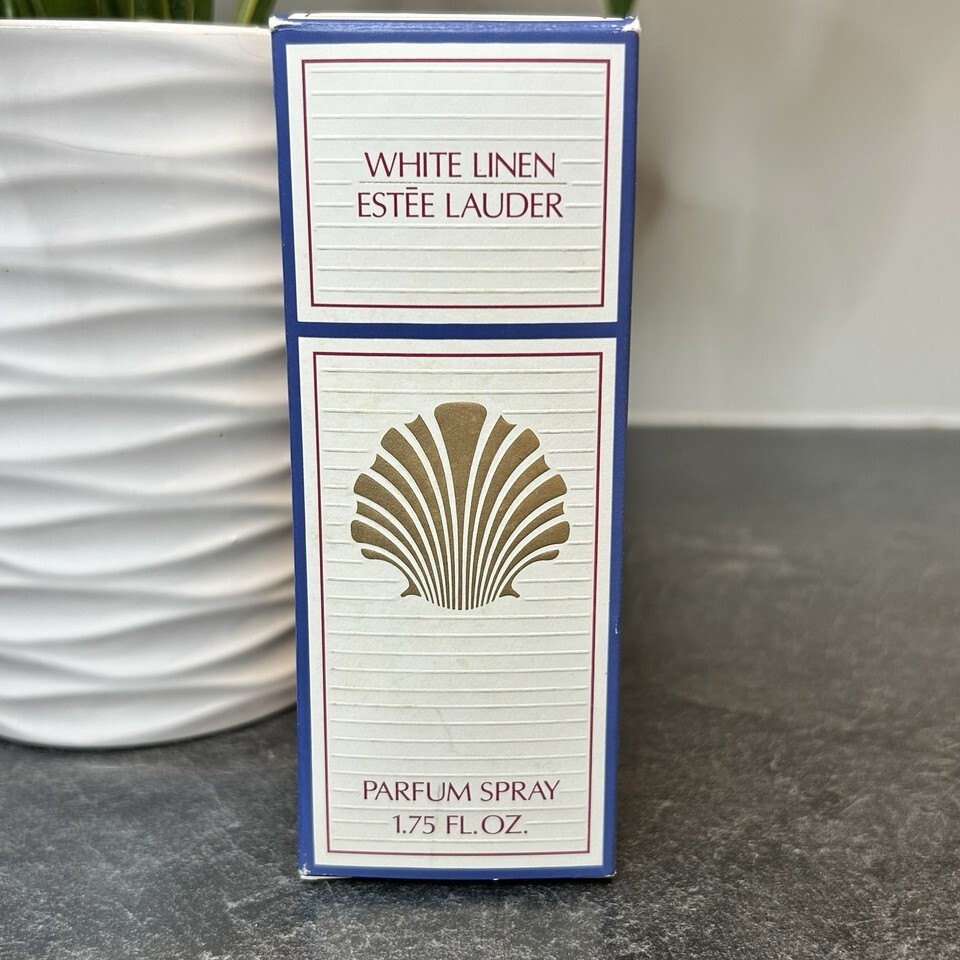 WHITE LINEN
ESTĒE LAUDER
PARFUM SPRAY
1.75 FL.OZ.